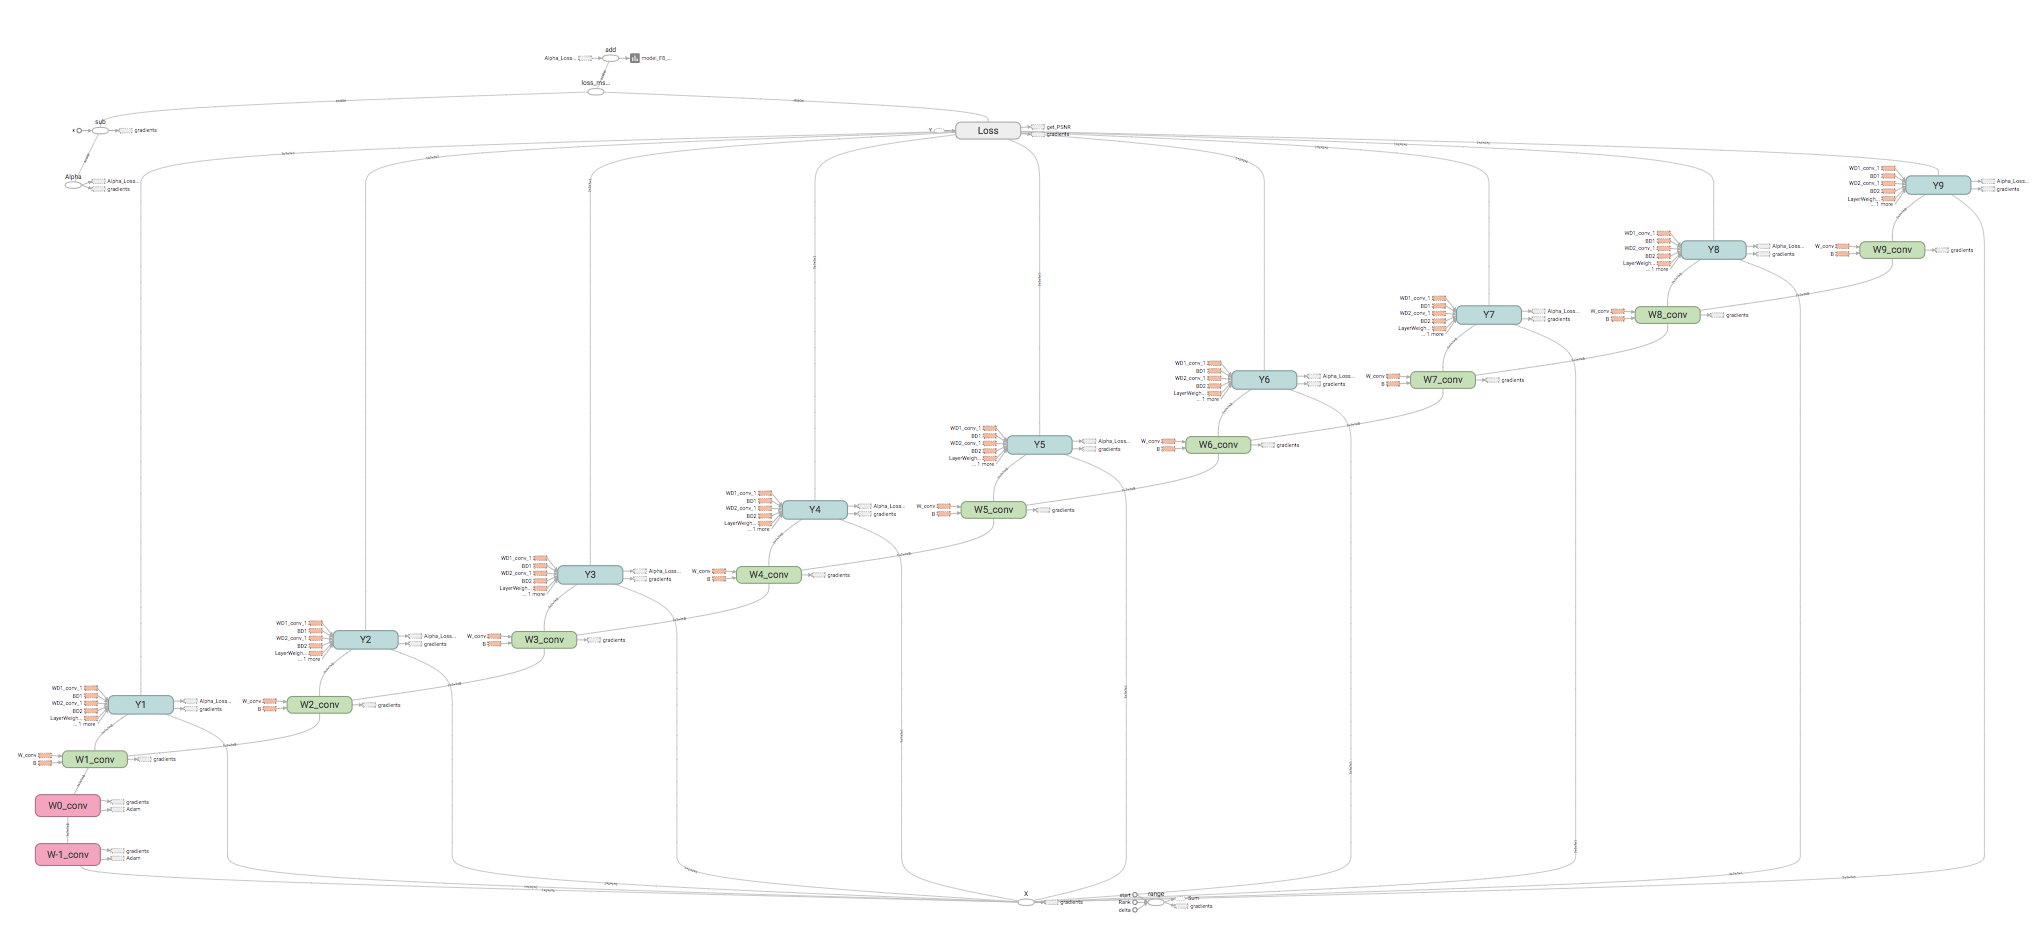 add
Alpha_Loss...
model_F8_...
loss_ms...
sub
x
gradients
Y
Loss
get_PSNR
gradients
Alpha
Alpha_Loss...
gradients
WD1_conv_1
BD1
WD2_conv_1
BD2
LayerWeigh...
... 1 more
Y9
Alpha_Loss...
gradients
WD1_conv_1
BD1
WD2_conv_1
BD2
LayerWeigh...
... 1 more
Y8
Alpha_Loss...
gradients
W_conv
B
W9_conv
gradients
WD1_conv_1
BD1
WD2_conv_1
BD2
LayerWeigh...
... 1 more
Y7
Alpha_Loss...
gradients
W_conv
B
W8_conv
gradients
WD1_conv_1
BD1
WD2_conv_1
BD2
LayerWeigh...
... 1 more
Y6
Alpha_Loss...
gradients
W_conv
B
W7_conv
gradients
WD1_conv_1
BD1
WD2_conv_1
BD2
LayerWeigh...
... 1 more
Y5
Alpha_Loss...
gradients
W_conv
B
W6_conv
gradients
WD1_conv_1
BD1
WD2_conv_1
BD2
LayerWeigh...
... 1 more
Y4
Alpha_Loss...
gradients
W_conv
B
W5_conv
gradients
WD1_conv_1
BD1
WD2_conv_1
BD2
LayerWeigh...
... 1 more
Y3
Alpha_Loss...
gradients
W_conv
B
W4_conv
gradients
WD1_conv_1
BD1
WD2_conv_1
BD2
LayerWeigh...
... 1 more
Y2
Alpha_Loss...
gradients
W_conv
B
W3_conv
gradients
WD1_conv_1
BD1
WD2_conv_1
BD2
LayerWeigh...
... 1 more
Y1
Alpha_Loss...
gradients
W_conv
B
W2_conv
gradients
W_conv
B
W1_conv
gradients
W0_conv
gradients
Adam
W-1_conv
gradients
Adam
X
gradients
start
Rank
delta
range
Sum
gradients